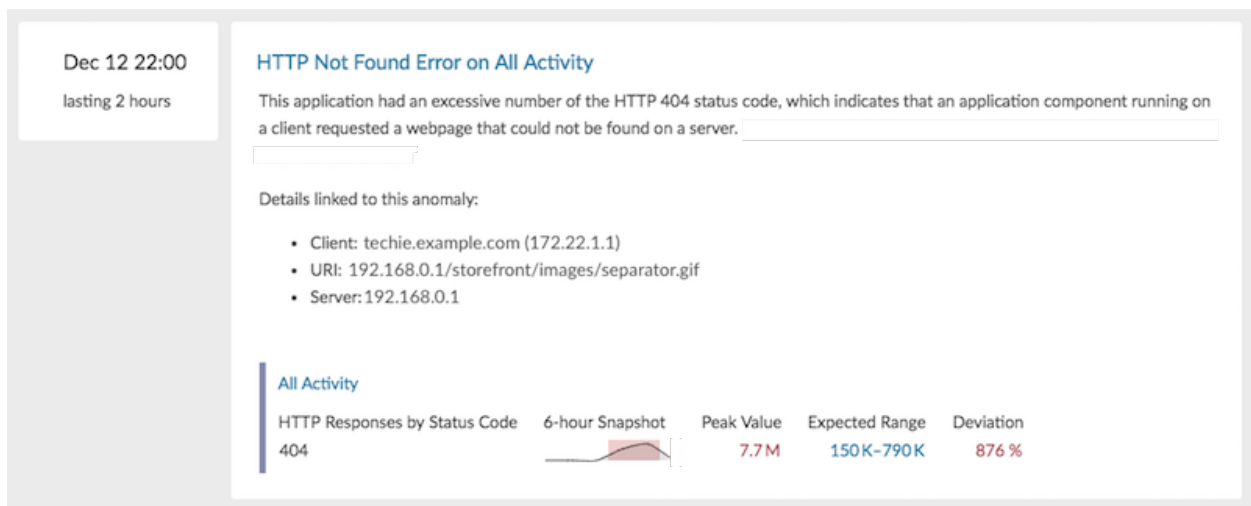 Dec 12 22:00
lasting 2 hours
HTTP Not Found Error on All Activity
This application had an excessive number of the HTTP 404 status code, which indicates that an application component running on
a client requested a webpage that could not be found on a server.
Details linked to this anomaly:
• Client: techie.example.com (172.22.1.1)
• URI: 192.168.0.1/storefront/images/separator.gif
• Server:192.168.0.1
All Activity
HTTP Responses by Status Code 6-hour Snapshot Peak Value Expected Range Deviation
404 7.7 M 150 K–790 K 876 %